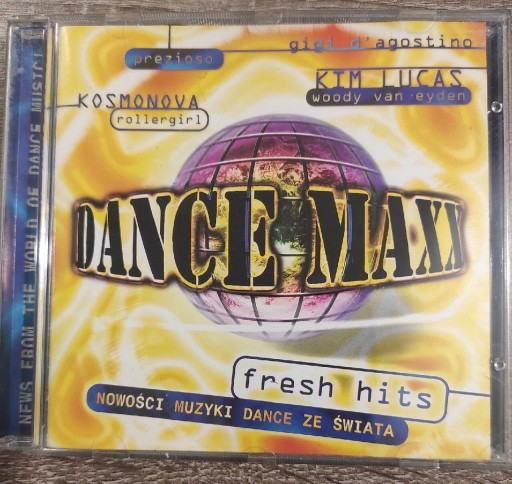 NEWS FROM THE WORLD OF DANCE MUSIC!
prezioso
gigi d'agostino
KIM LUCAS
woody van eyden
KOSMONOVA
rollergirl
DANCE MAXX
fresh hits
NOWOŚCI MUZYKI DANCE ZE ŚWIATA